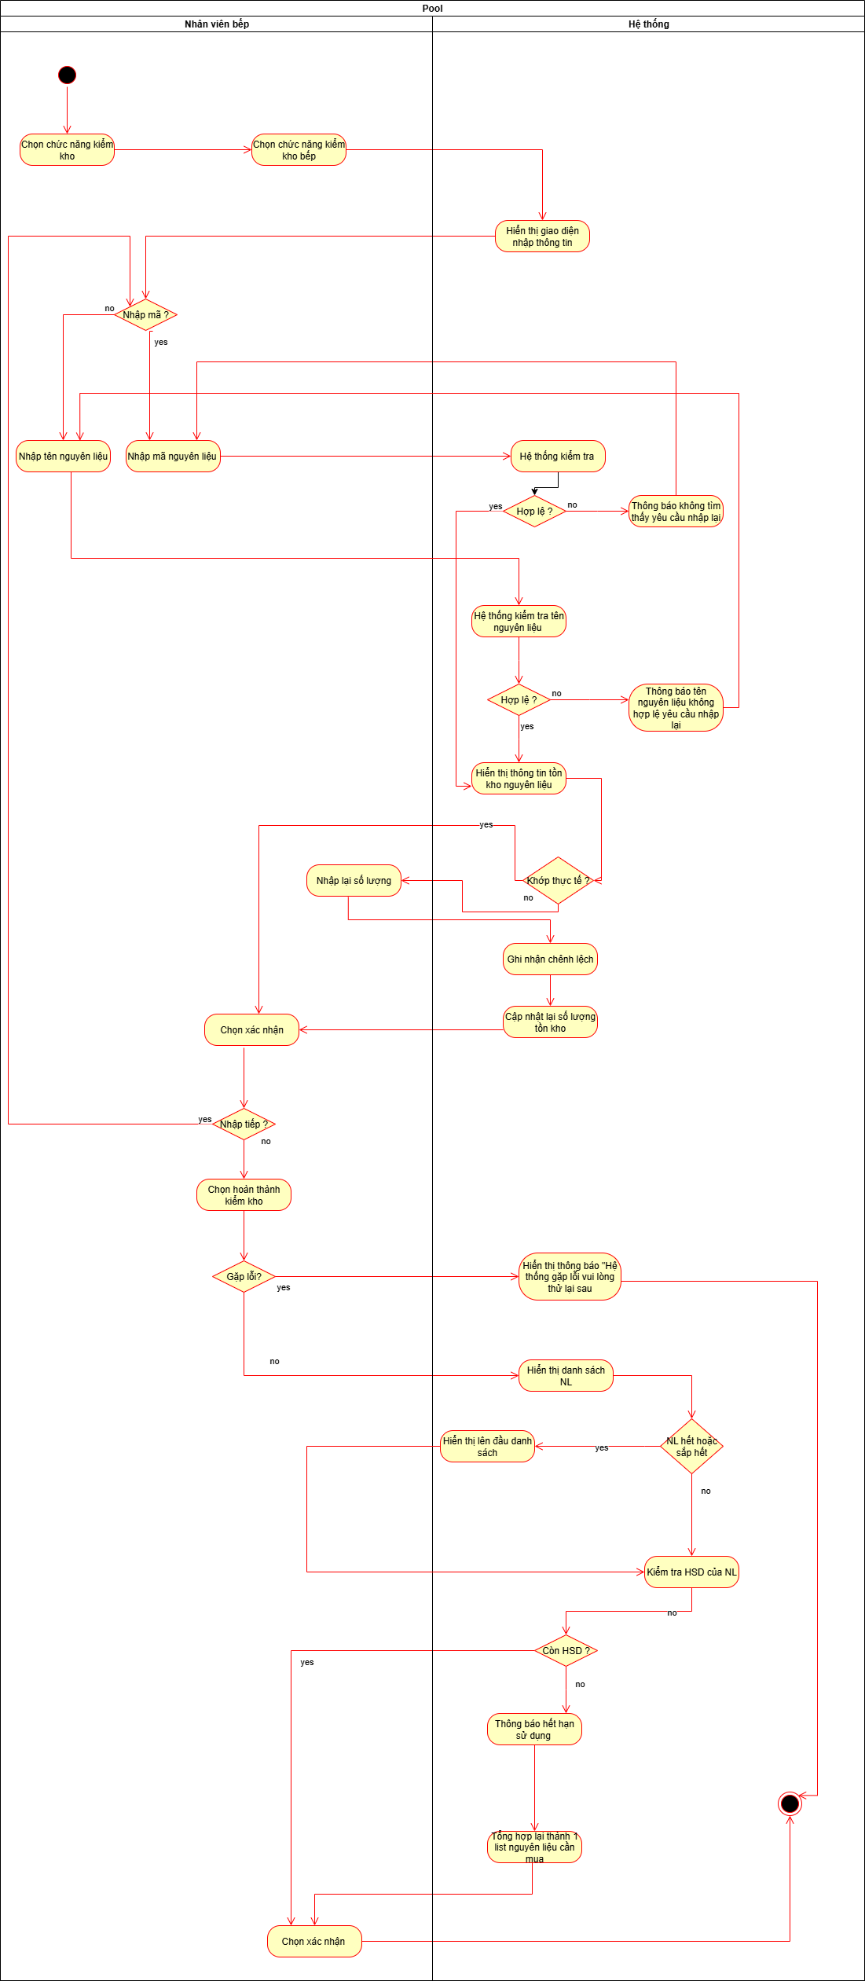 Pool
Nhân viên bếp
Hệ thống
Chọn chức năng kiểm
kho
Chọn chức năng kiểm
kho bếp
Hiển thị giao diện
nhập thông tin
no
Nhập mã ?
yes
Nhập tên nguyên liệu
Nhập mã nguyên liệu
Hệ thống kiểm tra
yes
Hợp lệ ?
no
Thông báo không tìm
thấy yêu cầu nhập lại
Hệ thống kiểm tra tên
nguyên liệu
Hợp lệ ?
no
Thông báo tên
nguyên liệu không
hợp lệ yêu cầu nhập
lại
yes
Hiển thị thông tin tồn
kho nguyên liệu
yes
Nhập lại số lượng
Khớp thực tế ?
no
Ghi nhận chênh lệch
Cập nhật lại số lượng
tồn kho
Chọn xác nhận
yes
Nhập tiếp ?
no
Chọn hoàn thành
kiểm kho
Gặp lỗi?
yes
Hiển thị thông báo "Hệ
thống gặp lỗi vui lòng
thử lại sau
no
Hiển thị danh sách
NL
Hiển thị lên đầu danh
sách
yes
NL hết hoặc
sắp hết
no
Kiểm tra HSD của NL
no
Còn HSD ?
yes
no
Thông báo hết hạn
sử dụng
Tổng hợp lại thành 1
list nguyên liệu cần
mua
Chọn xác nhận